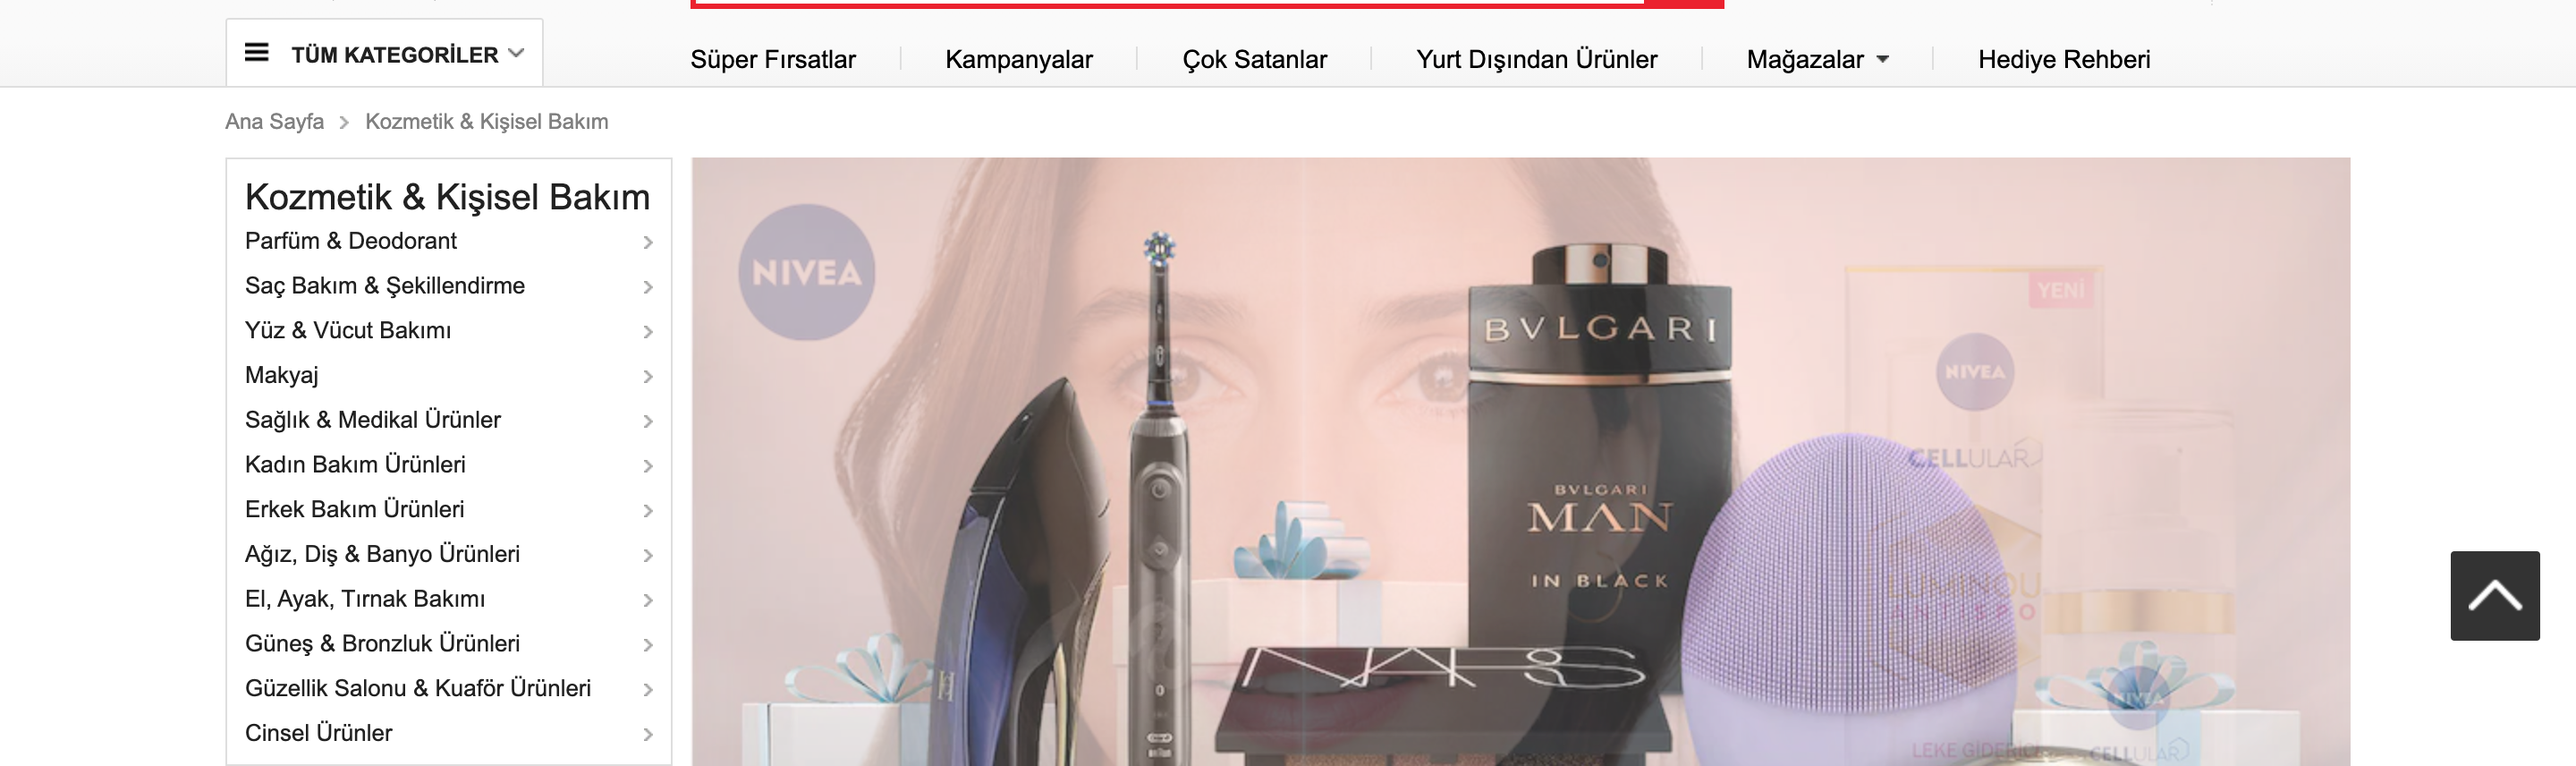 TÜM KATEGORİLER
Süper Fırsatlar
Kampanyalar
Çok Satanlar
Yurt Dışından Ürünler
Mağazalar
Hediye Rehberi
Ana Sayfa > Kozmetik & Kişisel Bakım
Kozmetik & Kişisel Bakım
Parfüm & Deodorant
Saç Bakım & Şekillendirme
Yüz & Vücut Bakımı
Makyaj
Sağlık & Medikal Ürünler
Kadın Bakım Ürünleri
Erkek Bakım Ürünleri
Ağız, Diş & Banyo Ürünleri
El, Ayak, Tırnak Bakımı
Güneş & Bronzluk Ürünleri
Güzellik Salonu & Kuaför Ürünleri
Cinsel Ürünler
NIVEA
BVLGARI
BVLGARI
MAN
IN BLACK
NARS
YENİ
NIVEA
CELLULAR
LUMINOU
ANTISPO
LEKE GİDERİCİ
NIVEA
CELLULAR